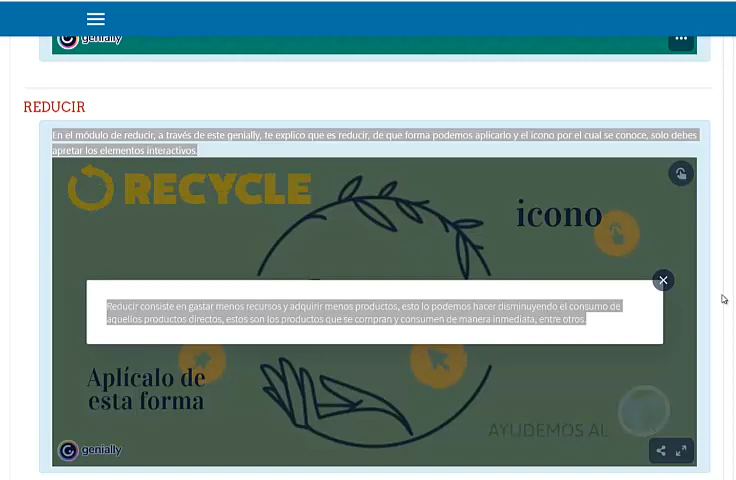 genially
REDUCIR
En el módulo de reducir, a través de este genially, te explico que es reducir, de que forma podemos aplicarlo y el icono por el cual se conoce, solo debes
apretar los elementos interactivos.
RECYCLE
icono
Reducir consiste en gastar menos recursos y adquirir menos productos, esto lo podemos hacer disminuyendo el consumo de
aquellos productos directos, estos son los productos que se compran y consumen de manera inmediata, entre otros.
Aplícalo de
esta forma
AYUDEMOS AL
genially